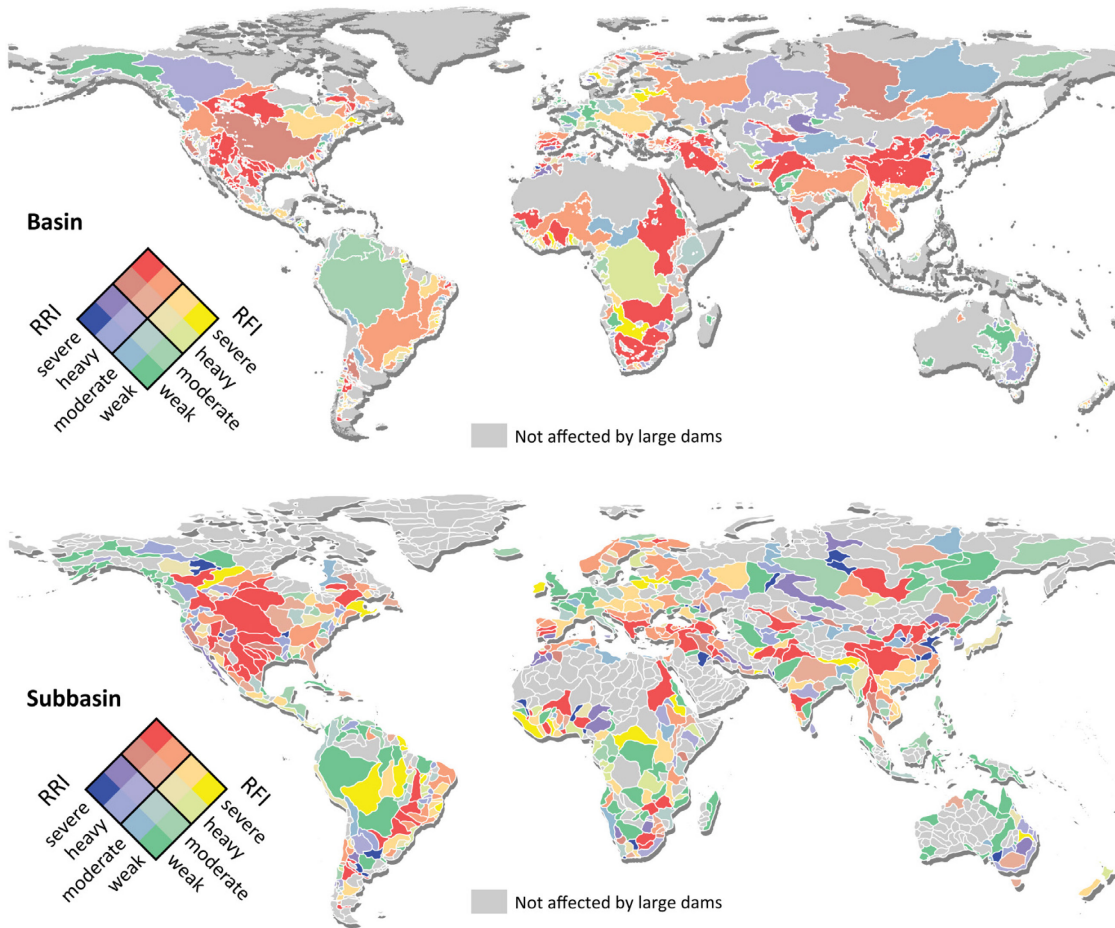 Basin
RRI
RFI
severe
heavy
moderate
weak
severe
heavy
moderate
weak
Not affected by large dams
Subbasin
RRI
RFI
severe
heavy
moderate
weak
severe
heavy
moderate
weak
Not affected by large dams